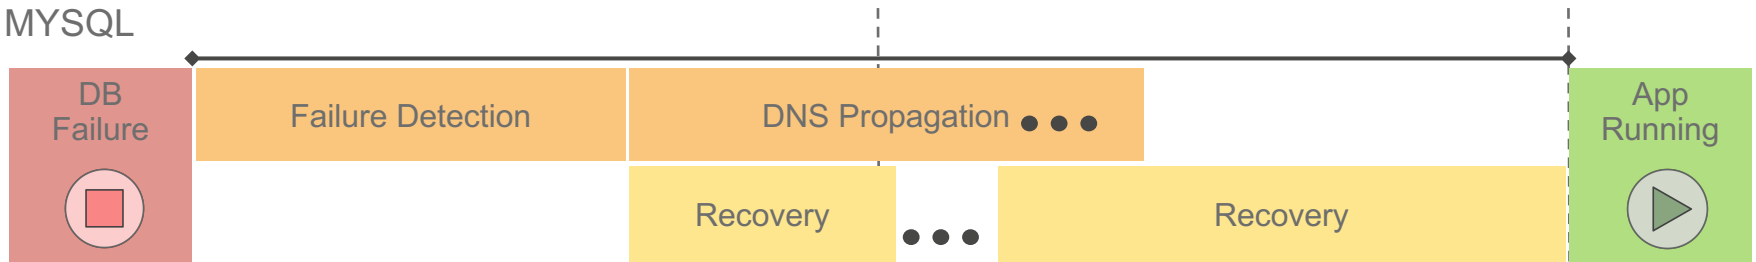 MYSQL
DB
Failure
Failure Detection
DNS Propagation
App
Running
Recovery
Recovery